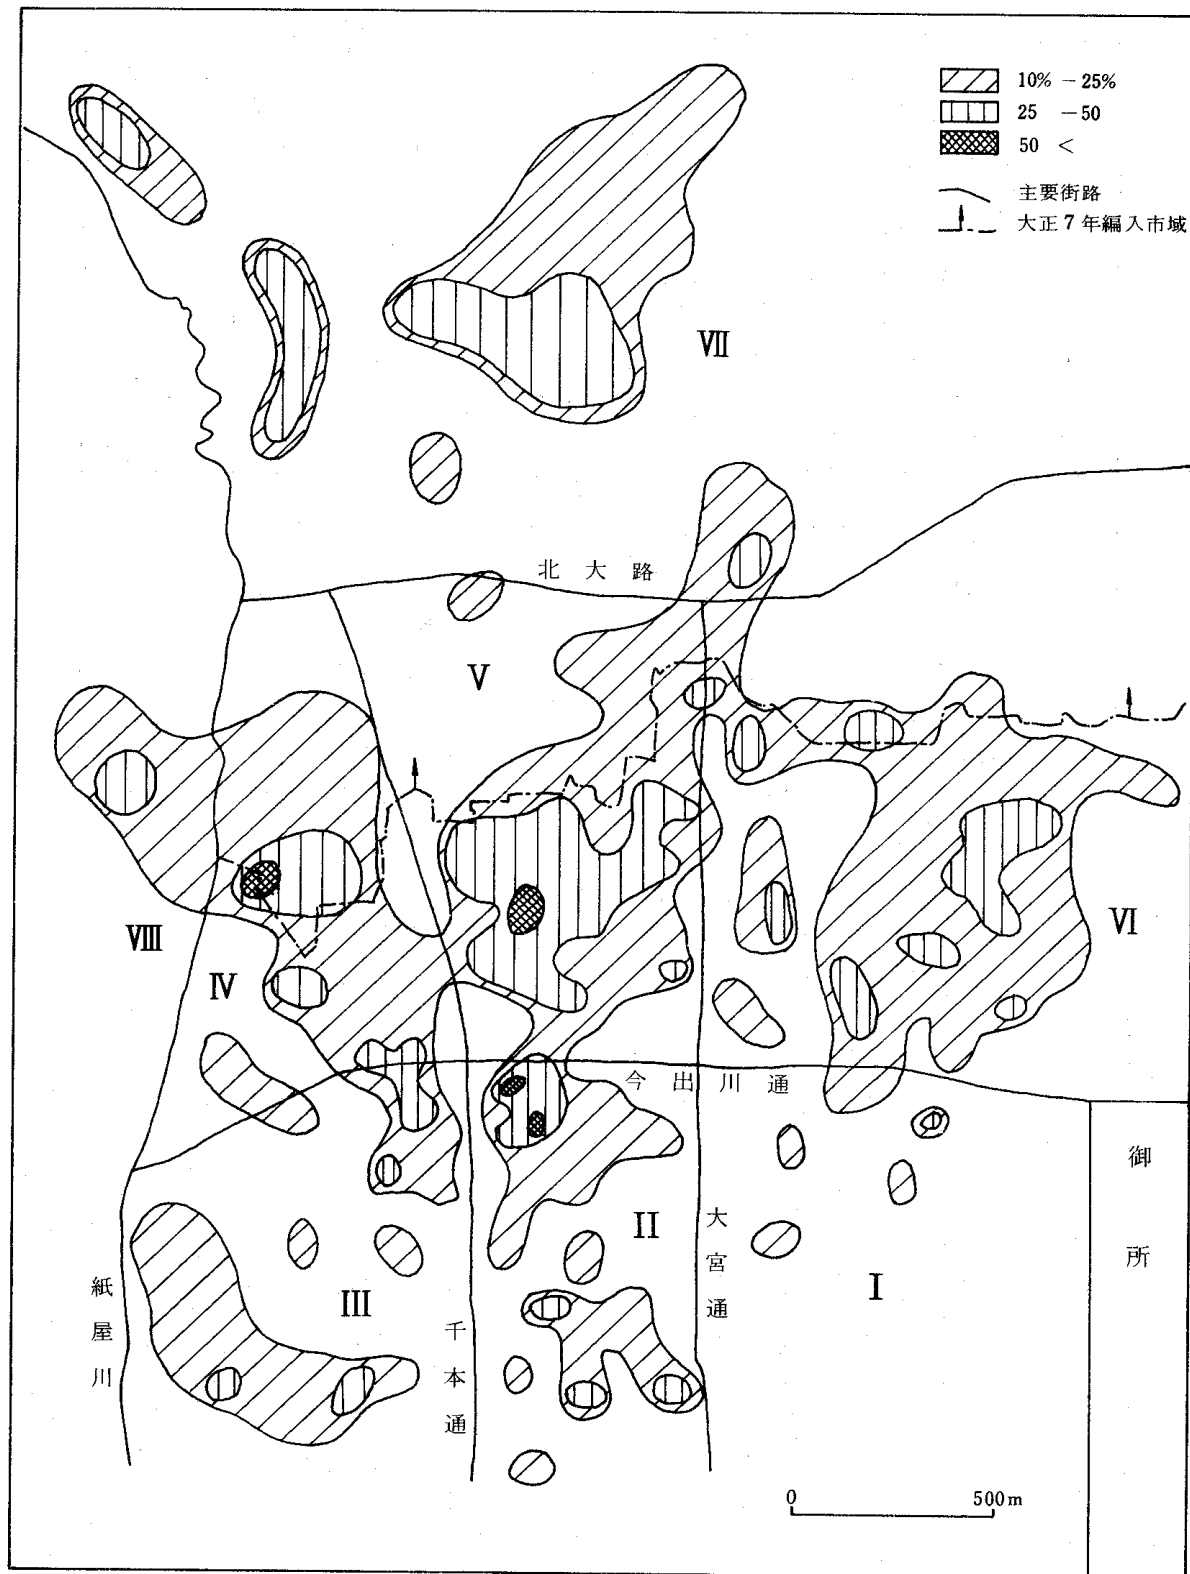 10% －25%
25 －50
50 <
主要街路
大正7年編入市域
VII
北大路
V
VIII
IV
VI
今出川通
御所
大宮通
II
I
III
紙屋川
千本通
0 500m